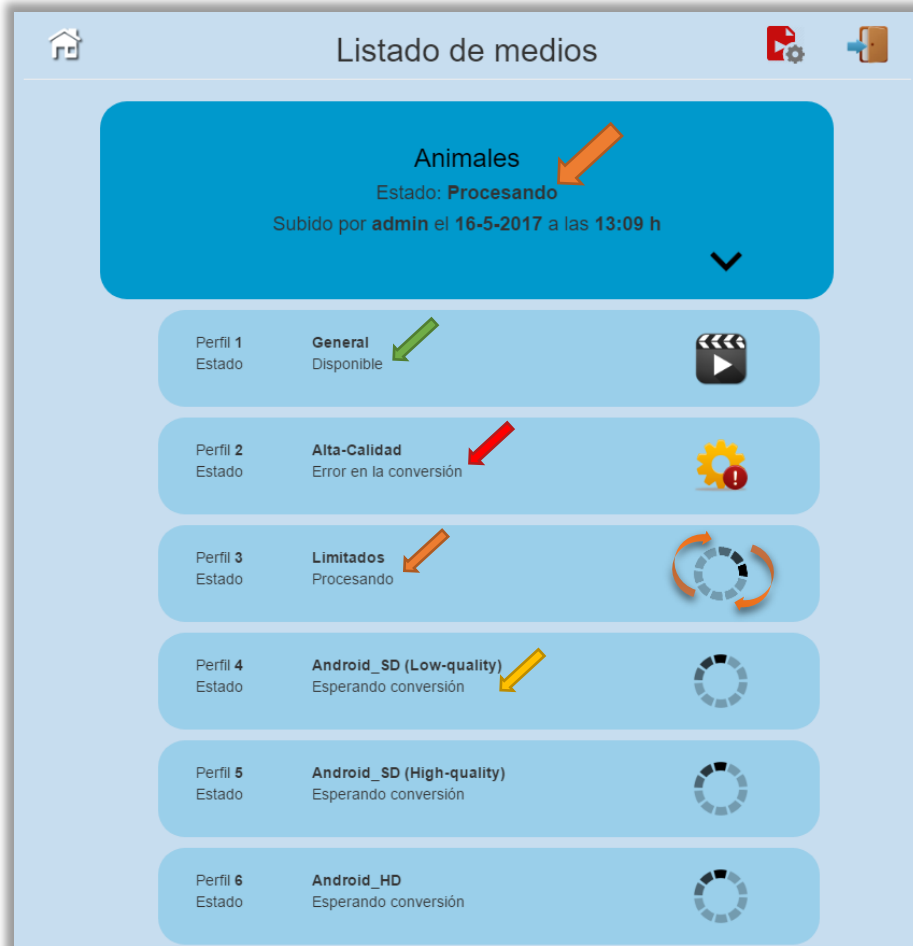 Listado de medios
Animales
Estado: Procesando
Subido por admin el 16-5-2017 a las 13:09 h
Perfil 1 General
Estado Disponible
Perfil 2 Alta-Calidad
Estado Error en la conversión
Perfil 3 Limitados
Estado Procesando
Perfil 4 Android_SD (Low-quality)
Estado Esperando conversión
Perfil 5 Android_SD (High-quality)
Estado Esperando conversión
Perfil 6 Android_HD
Estado Esperando conversión